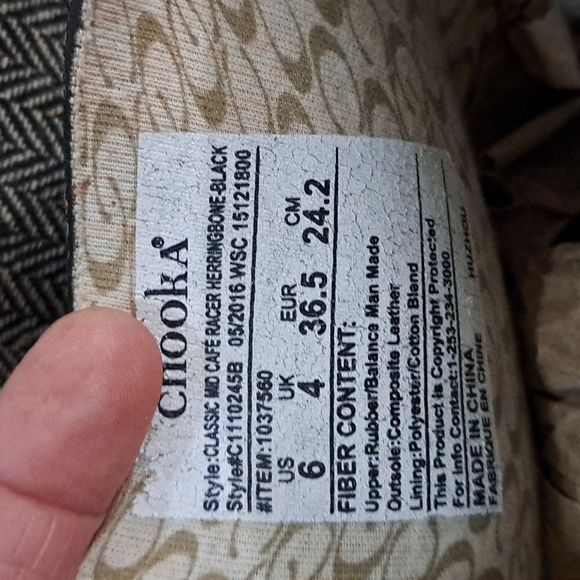 ChookA®
Style:CLASSIC MID CAFÉ RACER HERRINGBONE-BLACK
Style#C1110245B 05/2016 WSC 15121800
#ITEM:1037560
US UK EUR CM
6 4 36.5 24.2
FIBER CONTENT:
Upper:Rubber/Balance Man Made
Outsole:Composite Leather
Lining:Polyester/Cotton Blend
This Product is Copyright Protected
For Info Contact:1-253-234-3000
MADE IN CHINA HUZHOU
FABRIQUE EN CHINE